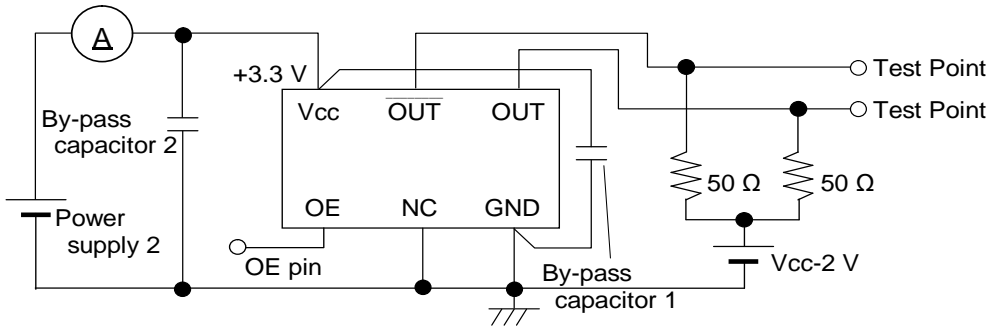 A
+3.3 V
Test Point
Vcc
OUT
OUT
Test Point
By-pass
capacitor 2
50 Ω
50 Ω
OE
NC
GND
Power
supply 2
OE pin
By-pass
capacitor 1
Vcc-2 V